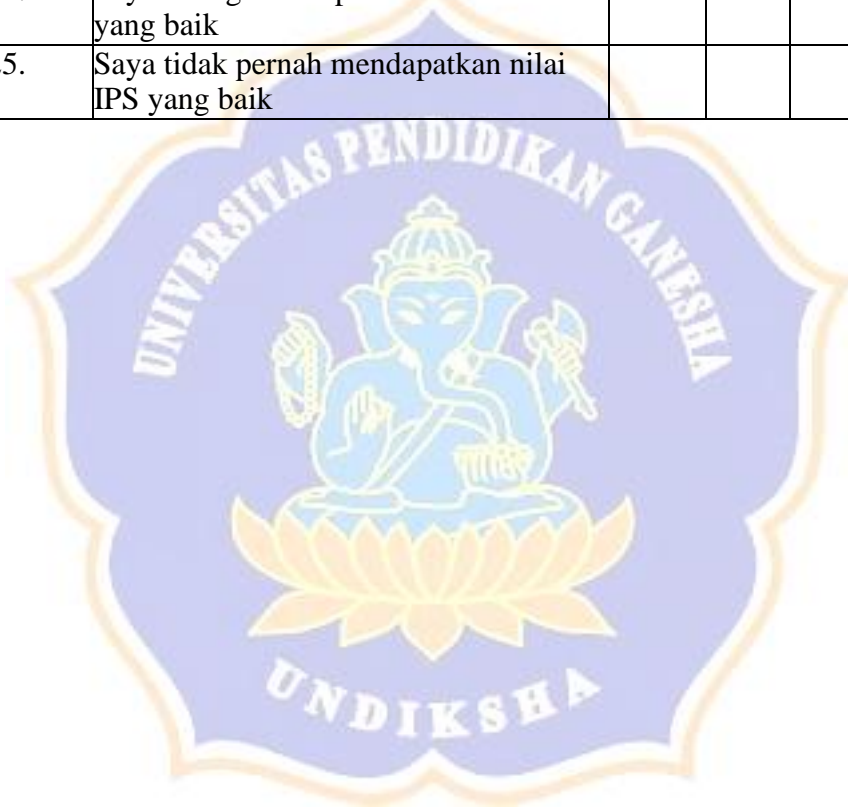 yang baik
5. Saya tidak pernah mendapatkan nilai
IPS yang baik
UNIVERSITAS PENDIDIKAN GANESHA
UNDIKSHA